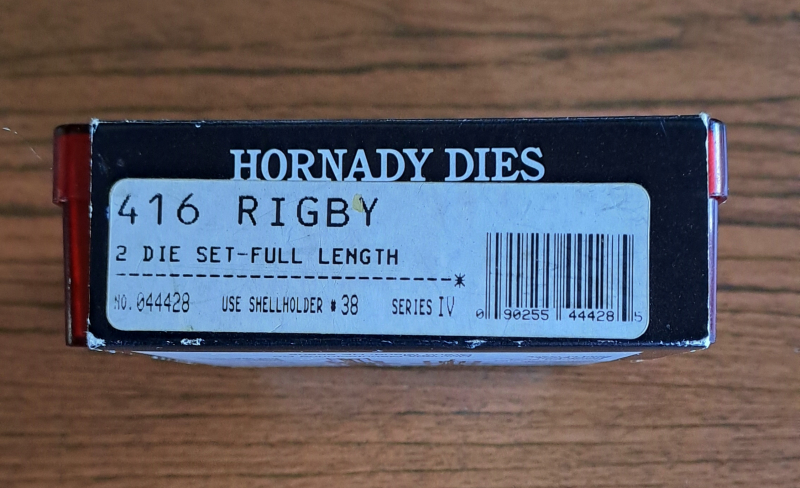 HORNADY DIES
416 RIGBY
2 DIE SET-FULL LENGTH
-----------------------------------*
NO. 044428 USE SHELLHOLDER # 38 SERIES IV
0 90255 44428 5